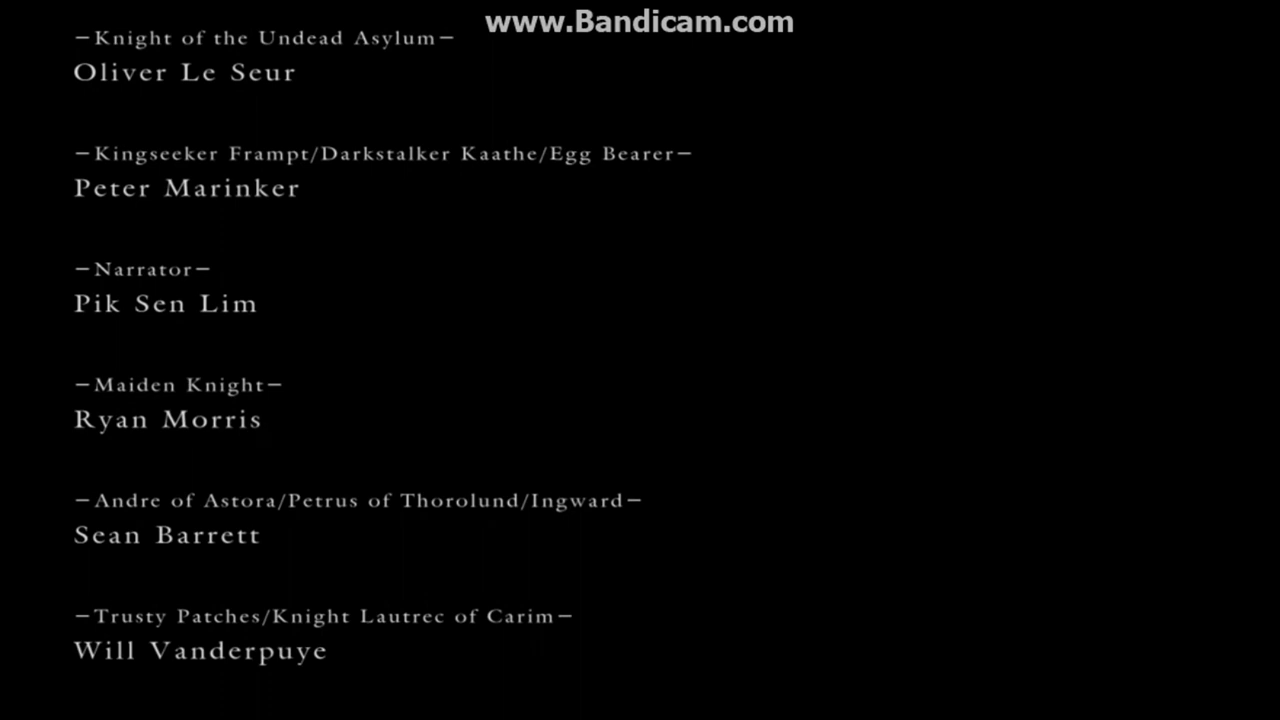 www.Bandicam.com
—Knight of the Undead Asylum—
Oliver Le Seur
—Kingseeker Frampt/Darkstalker Kaathe/Egg Bearer—
Peter Marinker
—Narrator—
Pik Sen Lim
—Maiden Knight—
Ryan Morris
—Andre of Astora/Petrus of Thorolund/Ingward—
Sean Barrett
—Trusty Patches/Knight Lautrec of Carim—
Will Vanderpuye